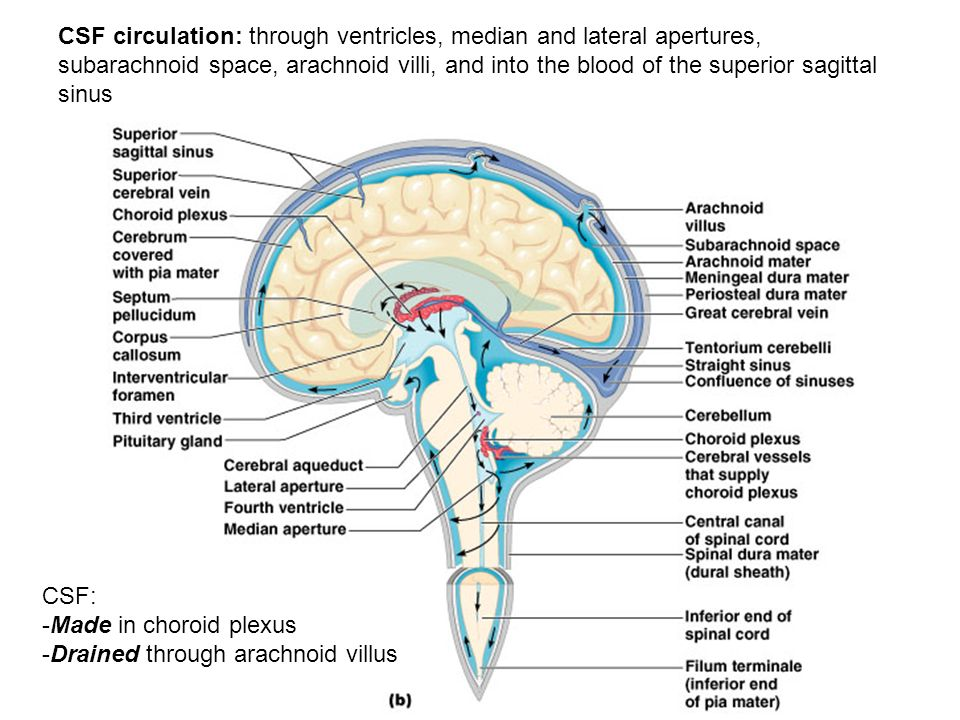 CSF circulation: through ventricles, median and lateral apertures,
subarachnoid space, arachnoid villi, and into the blood of the superior sagittal
sinus
Superior
sagittal sinus
Superior
cerebral vein
Choroid plexus
Cerebrum
covered
with pia mater
Septum
pellucidum
Corpus
callosum
Interventricular
foramen
Third ventricle
Pituitary gland
Cerebral aqueduct
Lateral aperture
Fourth ventricle
Median aperture
Arachnoid
villus
Subarachnoid space
Arachnoid mater
Meningeal dura mater
Periosteal dura mater
Great cerebral vein
Tentorium cerebelli
Straight sinus
Confluence of sinuses
Cerebellum
Choroid plexus
Cerebral vessels
that supply
choroid plexus
Central canal
of spinal cord
Spinal dura mater
(dural sheath)
Inferior end of
spinal cord
Filum terminale
(inferior end
of pia mater)
CSF:
-Made in choroid plexus
-Drained through arachnoid villus
(b)